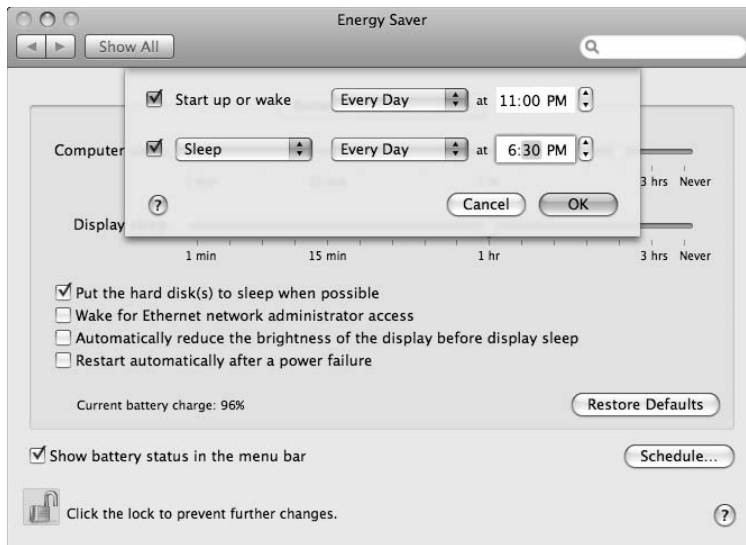 Energy Saver
Show All
Start up or wake Every Day at 11:00 PM
Sleep Every Day at 6:30 PM
Computer
3 hrs Never
? Cancel OK
Display
1 min 15 min 1 hr 3 hrs Never
Put the hard disk(s) to sleep when possible
Wake for Ethernet network administrator access
Automatically reduce the brightness of the display before display sleep
Restart automatically after a power failure
Current battery charge: 96% Restore Defaults
Show battery status in the menu bar Schedule...
Click the lock to prevent further changes. ?